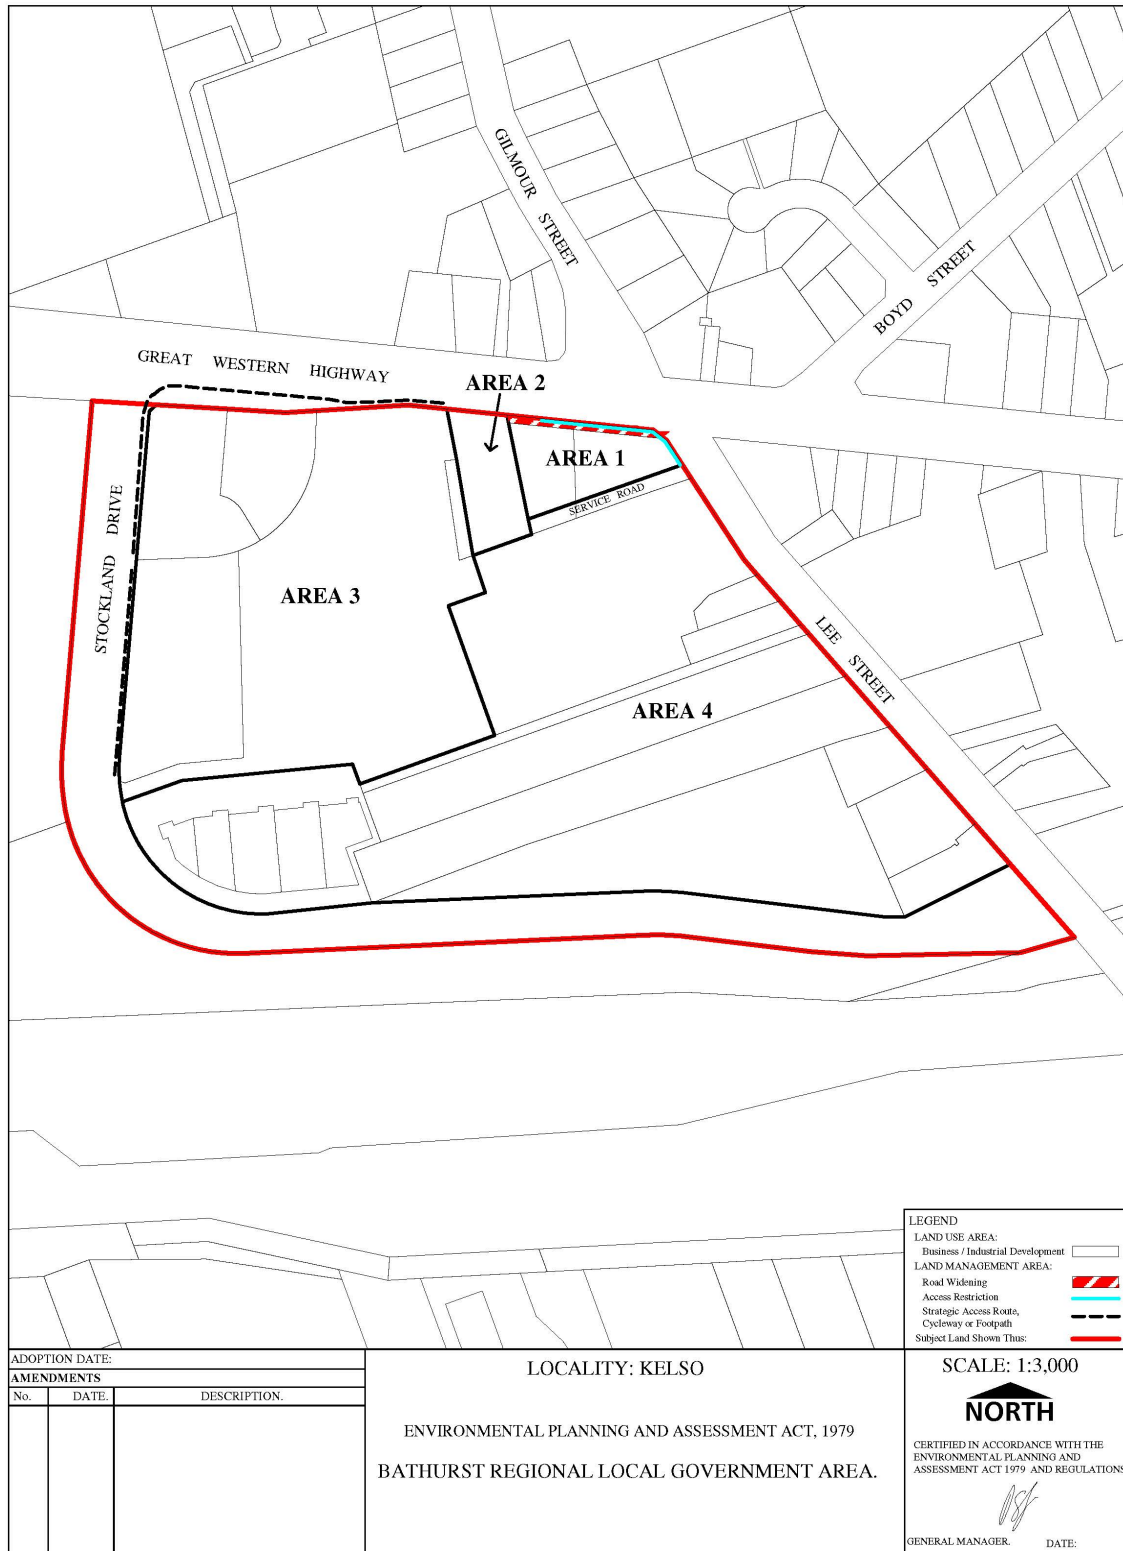 GILMOUR STREET
BOYD STREET
GREAT WESTERN HIGHWAY
AREA 2
AREA 1
SERVICE ROAD
STOCKLAND DRIVE
AREA 3
LEE STREET
AREA 4
LEGEND
LAND USE AREA:
Business / Industrial Development
LAND MANAGEMENT AREA:
Road Widening
Access Restriction
Strategic Access Route,
Cycleway or Footpath
Subject Land Shown Thus:
ADOPTION DATE:
AMENDMENTS
No. DATE. DESCRIPTION.
LOCALITY: KELSO
ENVIRONMENTAL PLANNING AND ASSESSMENT ACT, 1979
BATHURST REGIONAL LOCAL GOVERNMENT AREA.
SCALE: 1:3,000
NORTH
CERTIFIED IN ACCORDANCE WITH THE
ENVIRONMENTAL PLANNING AND
ASSESSMENT ACT 1979 AND REGULATIONS
GENERAL MANAGER. DATE: